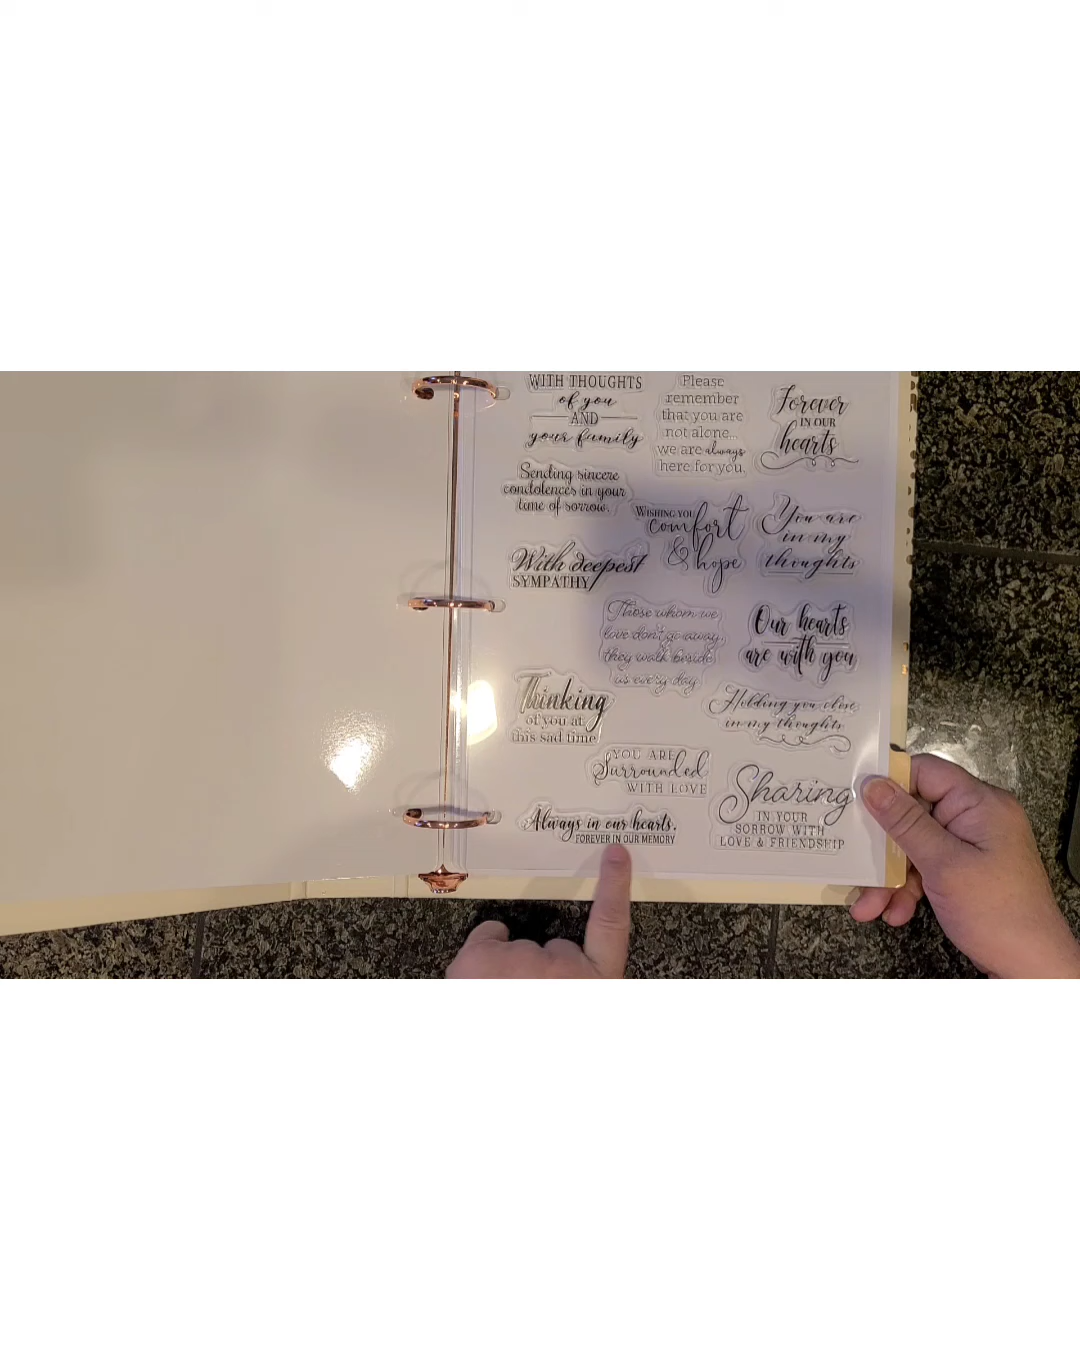 WITH THOUGHTS
of you
AND
your family
Please
remember
that you are
not alone...
we are always
here for you.
Forever
IN OUR
hearts
Sending sincere
condolences in your
time of sorrow.
WISHING YOU
comfort
& hope
You are
in my
thoughts
With deepest
SYMPATHY
Those whom we
love don't go away,
they walk beside
us every day
Our hearts
are with you
Thinking
of you at
this sad time
Holding you close
in my thoughts
YOU ARE
Surrounded
WITH LOVE
Sharing
IN YOUR
SORROW WITH
LOVE & FRIENDSHIP
Always in our hearts.
FOREVER IN OUR MEMORY